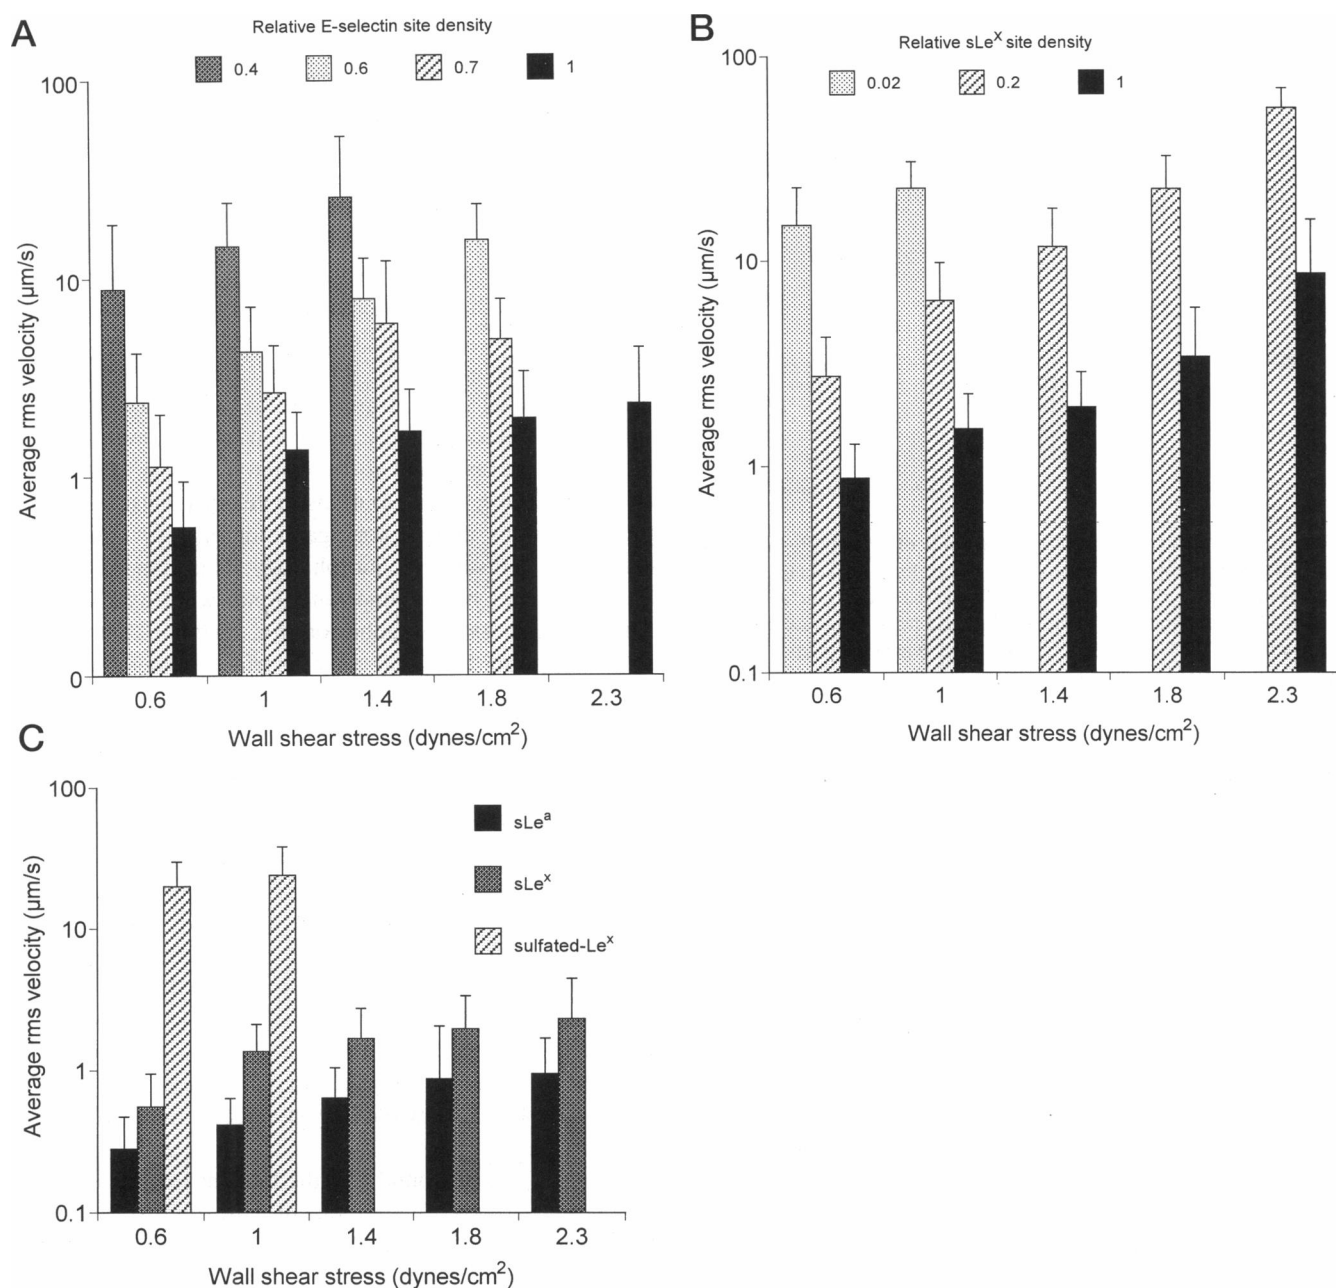 A
Relative E-selectin site density
0.4 0.6 0.7 1
Average rms velocity (μm/s)
100
10
1
0
0.6 1 1.4 1.8 2.3
Wall shear stress (dynes/cm²)
B
Relative sLeˣ site density
0.02 0.2 1
Average rms velocity (μm/s)
100
10
1
0.1
0.6 1 1.4 1.8 2.3
Wall shear stress (dynes/cm²)
C
sLeᵃ
sLeˣ
sulfated-Leˣ
Average rms velocity (μm/s)
100
10
1
0.1
0.6 1 1.4 1.8 2.3
Wall shear stress (dynes/cm²)